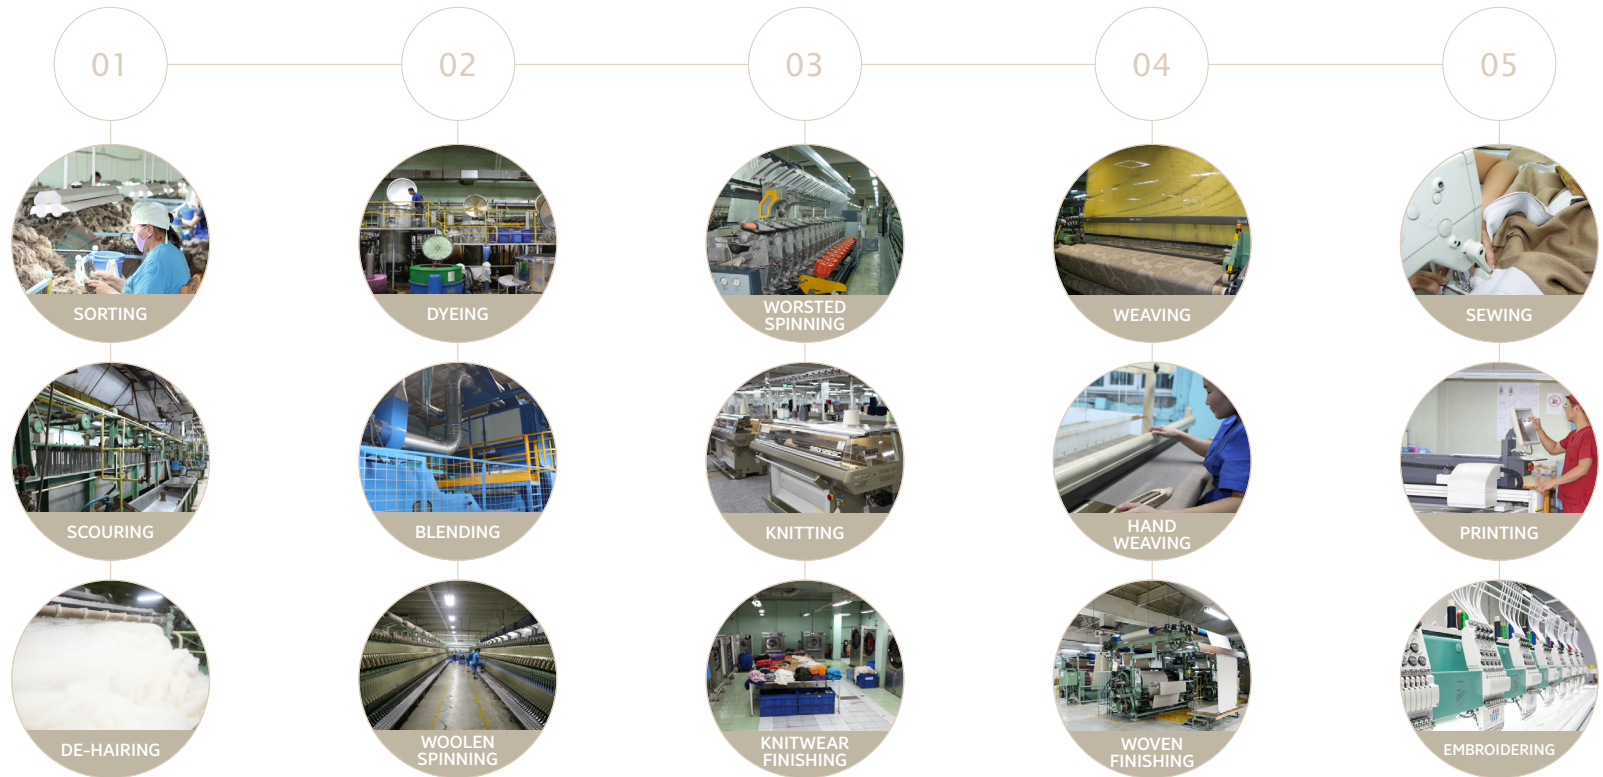 01
02
03
04
05
SORTING
DYEING
WORSTED
SPINNING
WEAVING
SEWING
SCOURING
BLENDING
KNITTING
HAND
WEAVING
PRINTING
DE-HAIRING
WOOLEN
SPINNING
KNITWEAR
FINISHING
WOVEN
FINISHING
EMBROIDERING